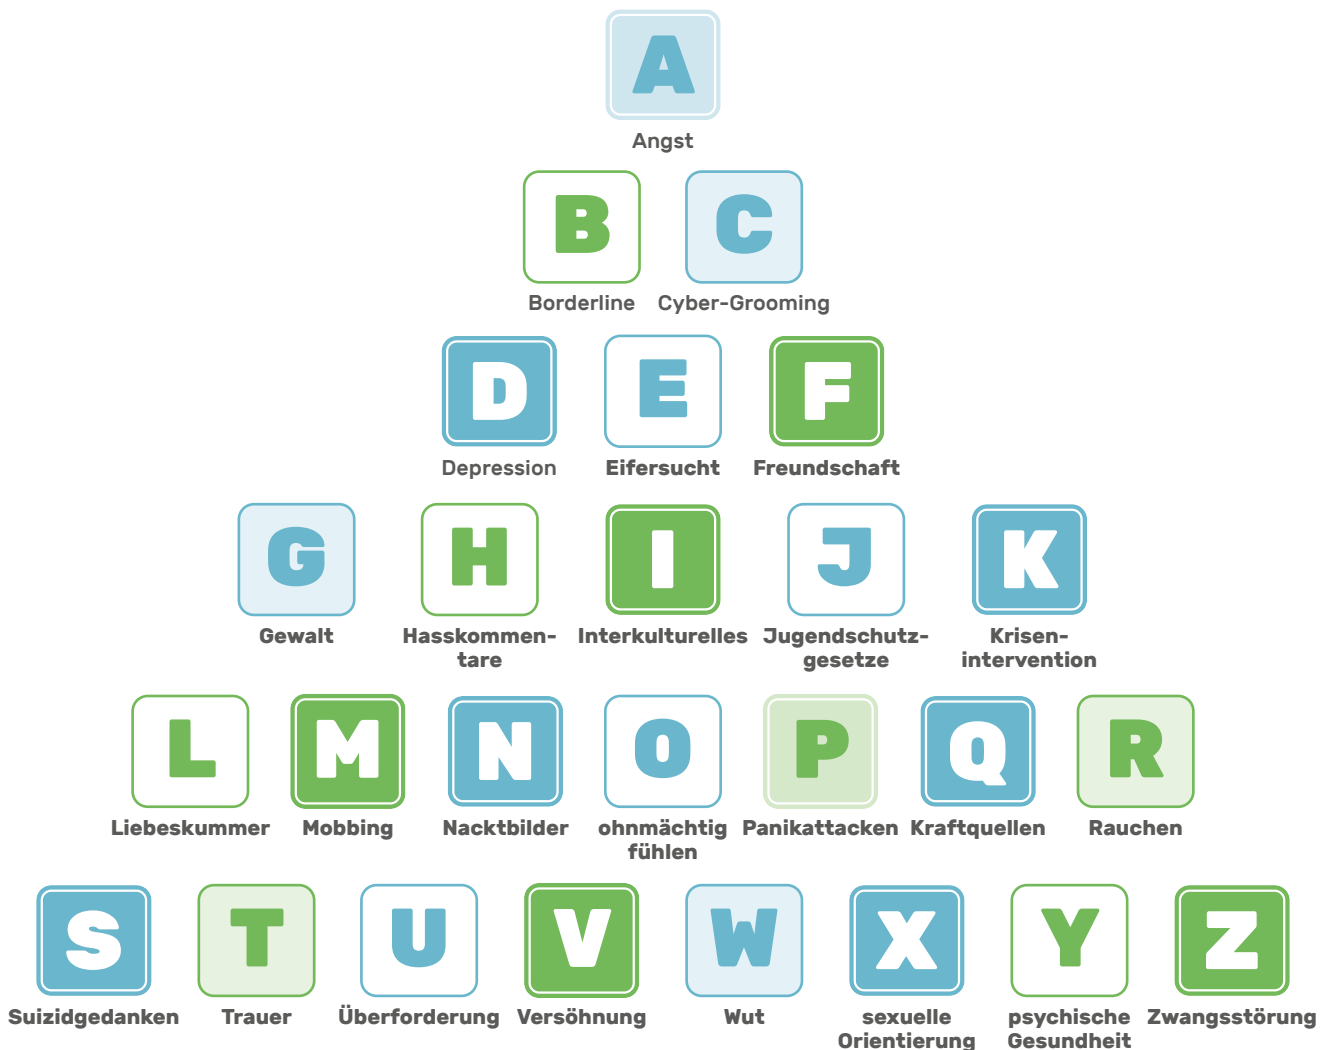 A
Angst
B C
Borderline Cyber-Grooming
D E F
Depression Eifersucht Freundschaft
G H I J K
Gewalt Hasskommen- Interkulturelles Jugendschutz- Krisen-
tare gesetze intervention
L M N O P Q R
Liebeskummer Mobbing Nacktbilder ohnmächtig Panikattacken Kraftquellen Rauchen
fühlen
S T U V W X Y Z
Suizidgedanken Trauer Überforderung Versöhnung Wut sexuelle psychische Zwangsstörung
Orientierung Gesundheit